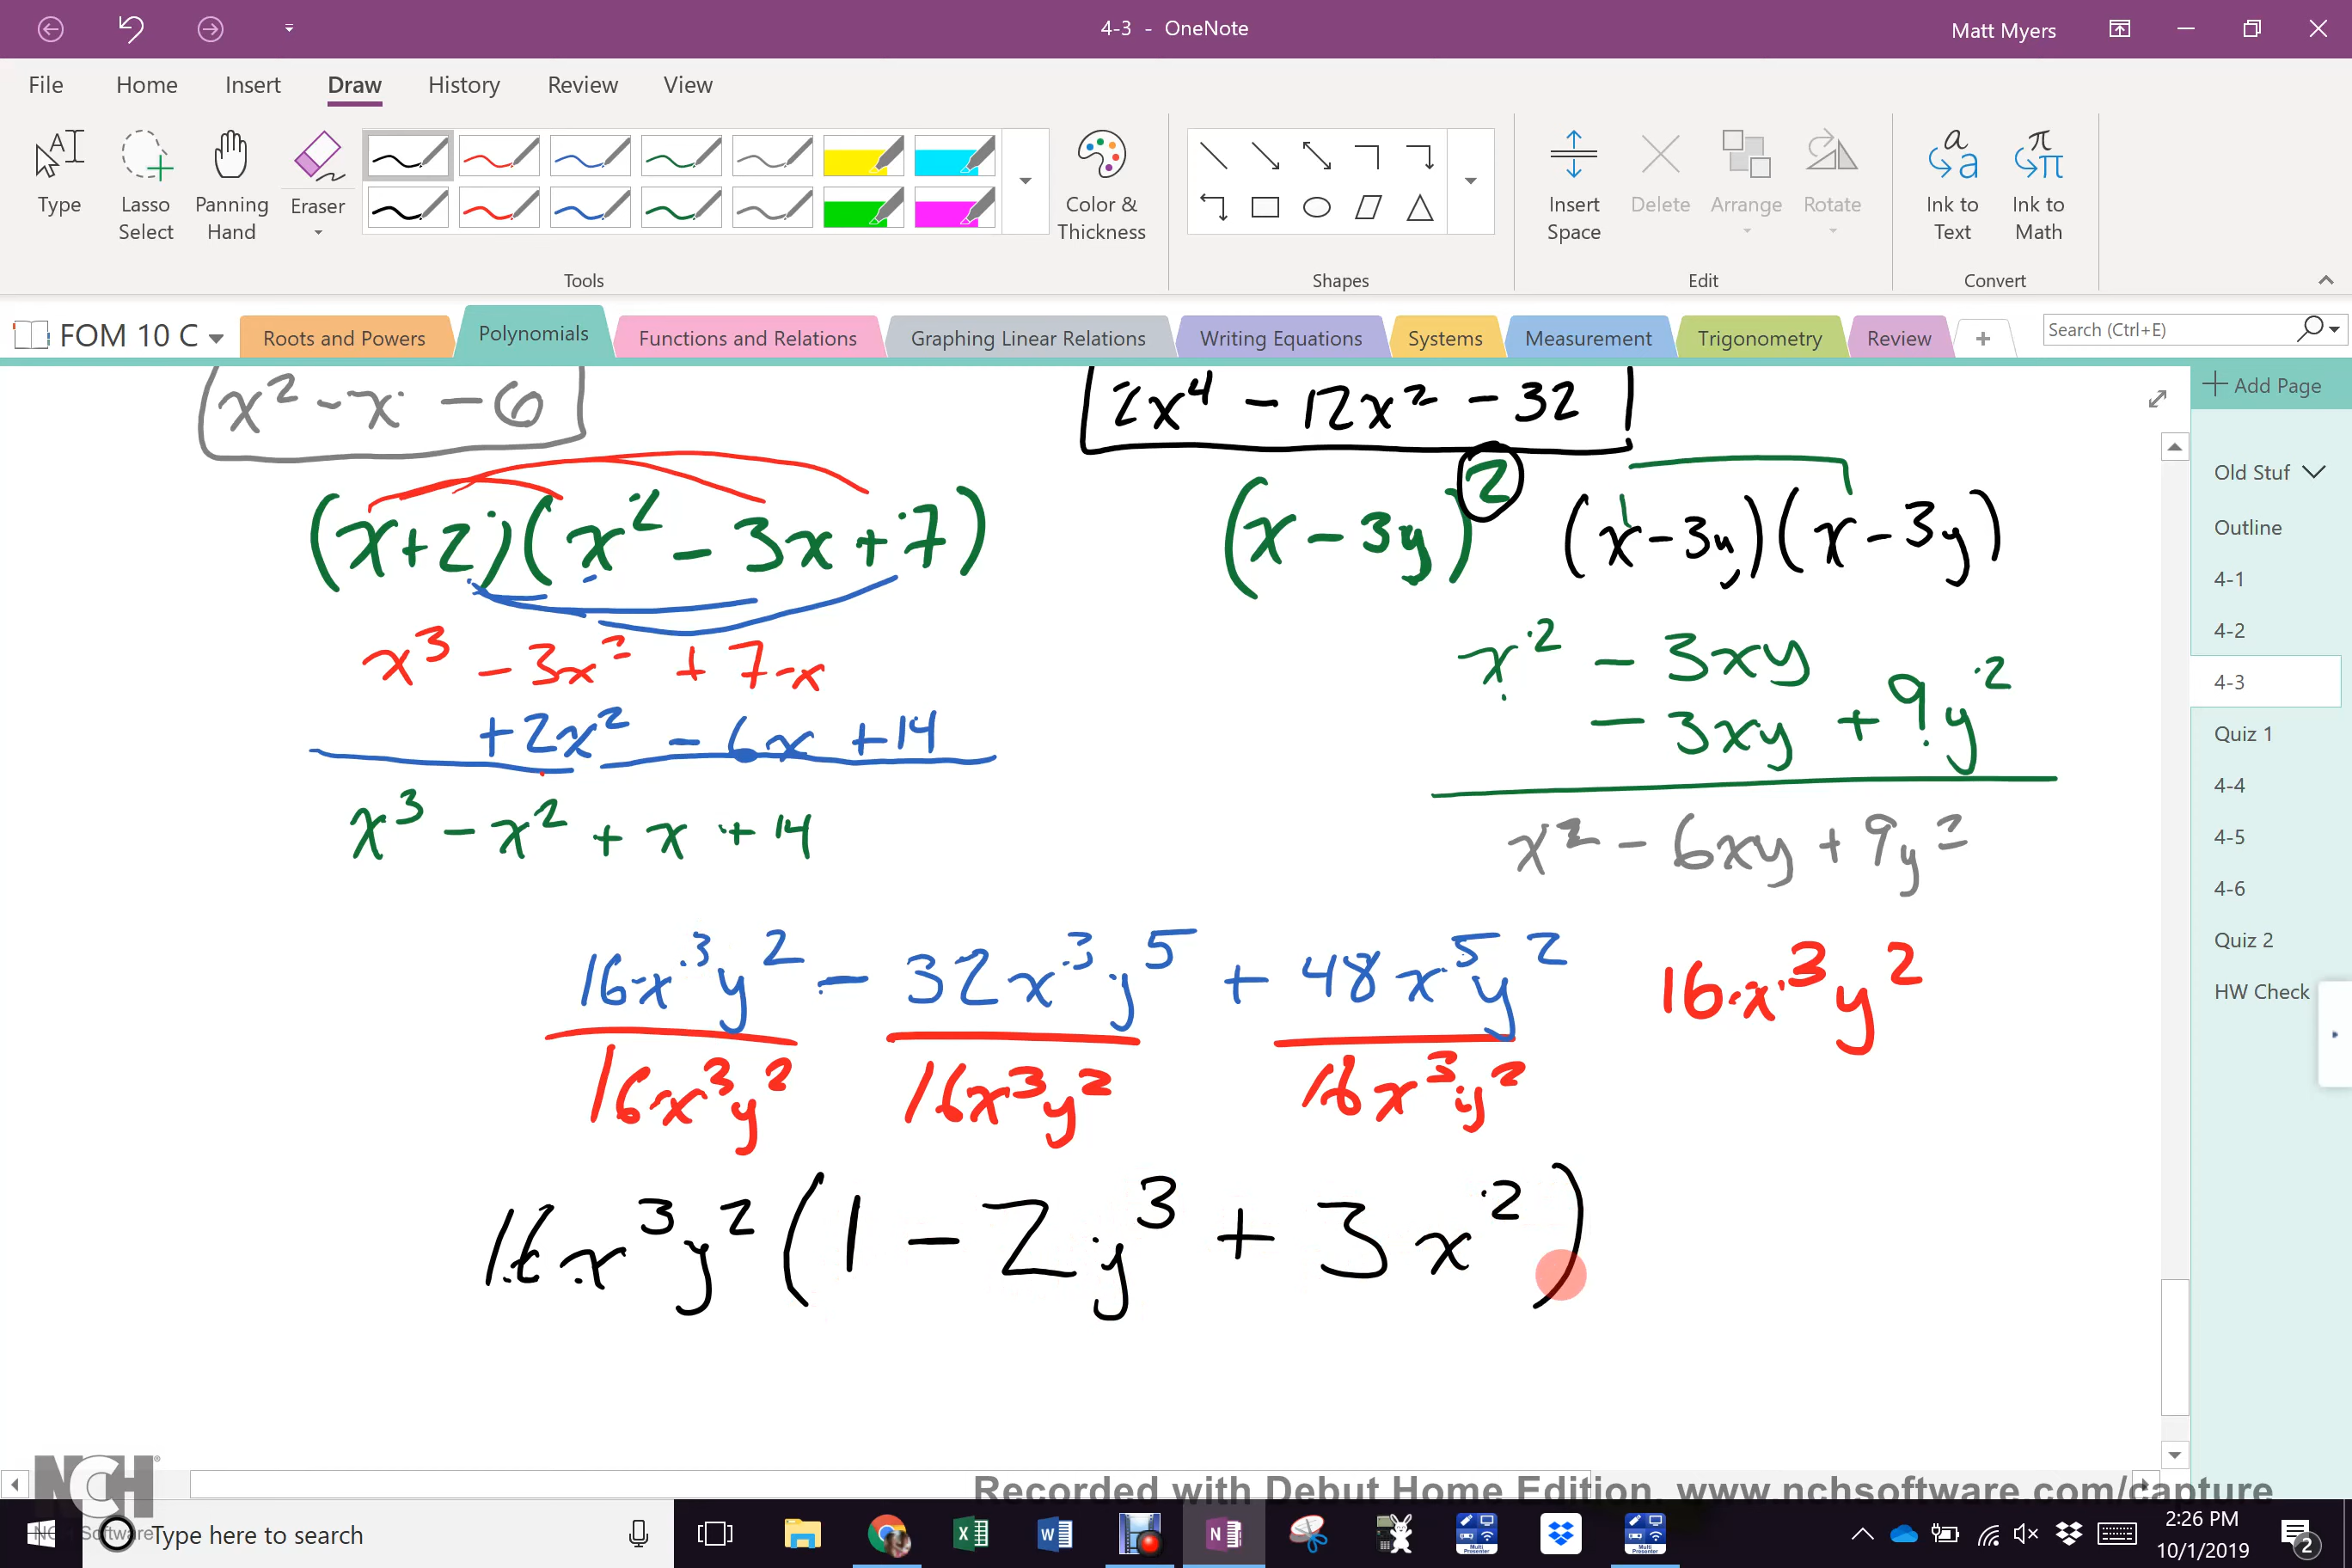 4-3 - OneNote
Matt Myers
File Home Insert Draw History Review View
Type
Lasso Select
Panning Hand
Eraser
Color & Thickness
Insert Space
Delete
Arrange
Rotate
Ink to Text
Ink to Math
Tools
Shapes
Edit
Convert
FOM 10 C
Roots and Powers
Polynomials
Functions and Relations
Graphing Linear Relations
Writing Equations
Systems
Measurement
Trigonometry
Review
+
Search (Ctrl+E)
Add Page
Old Stuff
Outline
4-1
4-2
4-3
Quiz 1
4-4
4-5
4-6
Quiz 2
HW Check
x² - x - 6
2x⁴ - 12x² - 32
(x+2)(x² - 3x + 7)
(x - 3y)² (x - 3y)(x - 3y)
x³ - 3x² + 7x
+2x² - 6x + 14
x³ - x² + x + 14
x² - 3xy
- 3xy + 9y²
x² - 6xy + 9y²
16x³y² - 32x³y⁵ + 48x⁵y² 16x³y²
16x³y² 16x³y² 16x³y²
16x³y²(1 - 2y³ + 3x²)
NCH®
NCH Software
Recorded with Debut Home Edition. www.nchsoftware.com/capture
Type here to search
2:26 PM
10/1/2019
2